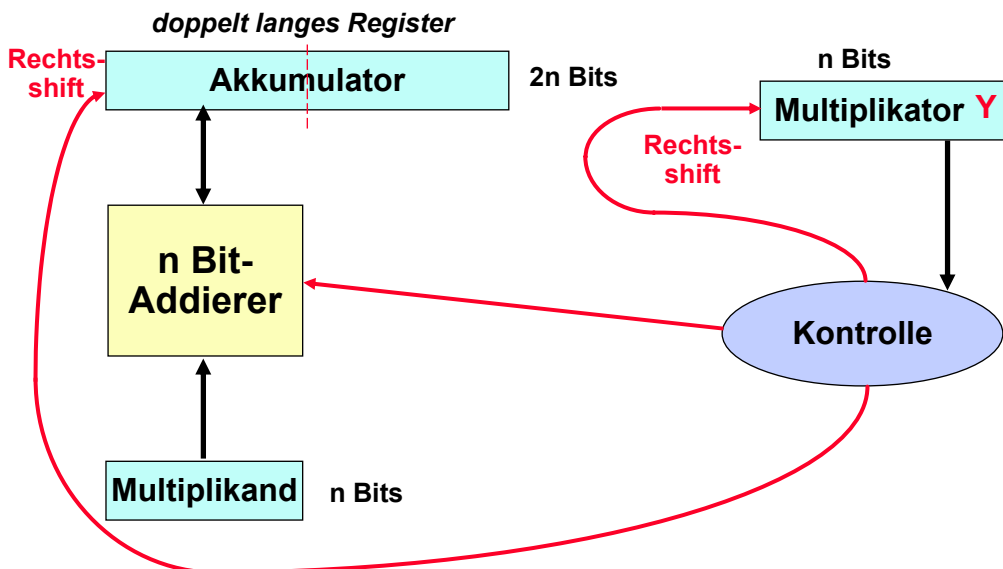 doppelt langes Register
Rechts-
shift
Akkumulator
2n Bits
n Bits
Multiplikator Y
Rechts-
shift
n Bit-
Addierer
Kontrolle
Multiplikand
n Bits